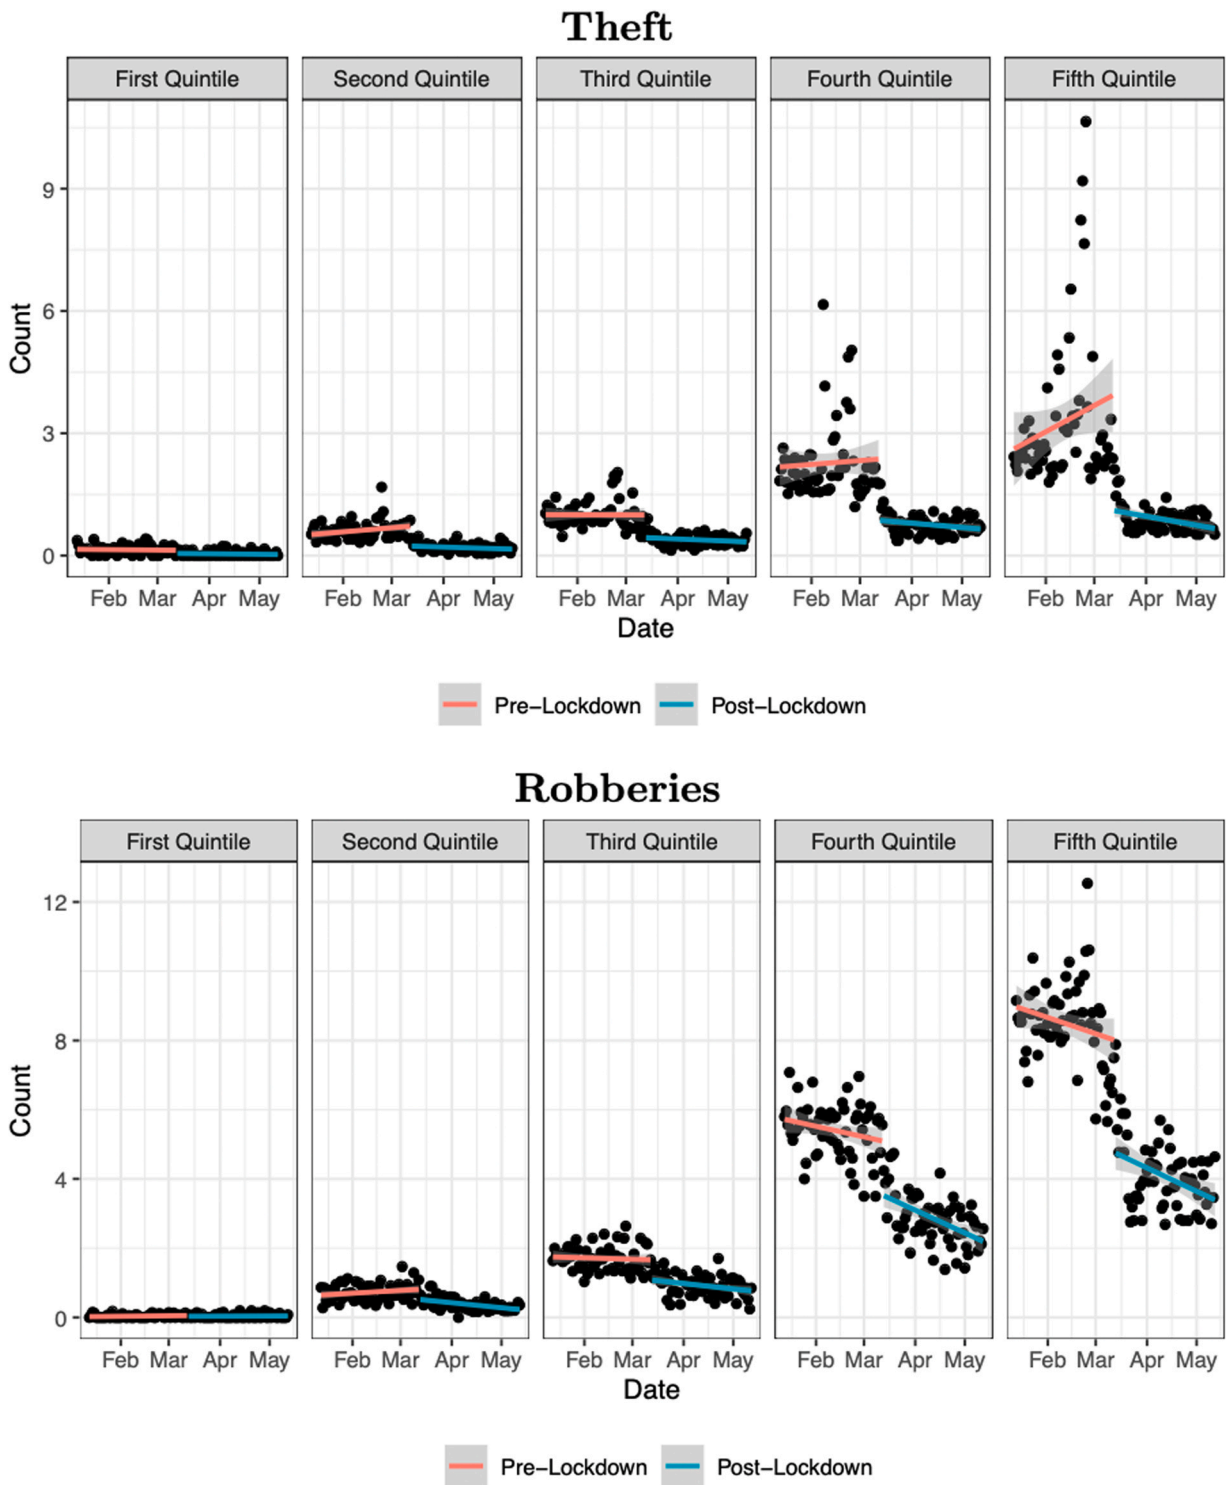 Theft
First Quintile Second Quintile Third Quintile Fourth Quintile Fifth Quintile
9
6
3
0
Count
Feb Mar Apr May Feb Mar Apr May Feb Mar Apr May Feb Mar Apr May Feb Mar Apr May
Date
Pre-Lockdown Post-Lockdown
Robberies
First Quintile Second Quintile Third Quintile Fourth Quintile Fifth Quintile
12
8
4
0
Count
Feb Mar Apr May Feb Mar Apr May Feb Mar Apr May Feb Mar Apr May Feb Mar Apr May
Date
Pre-Lockdown Post-Lockdown